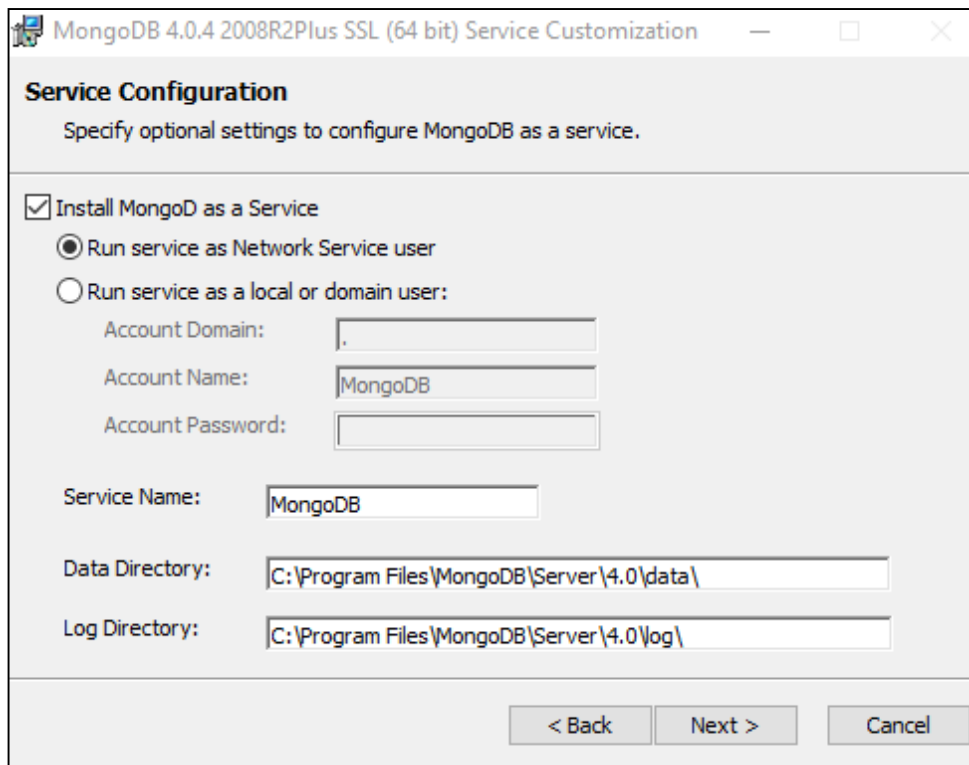 MongoDB 4.0.4 2008R2Plus SSL (64 bit) Service Customization
Service Configuration
Specify optional settings to configure MongoDB as a service.
Install MongoD as a Service
Run service as Network Service user
Run service as a local or domain user:
Account Domain: .
Account Name: MongoDB
Account Password:
Service Name: MongoDB
Data Directory: C:\Program Files\MongoDB\Server\4.0\data\
Log Directory: C:\Program Files\MongoDB\Server\4.0\log\
< Back Next > Cancel